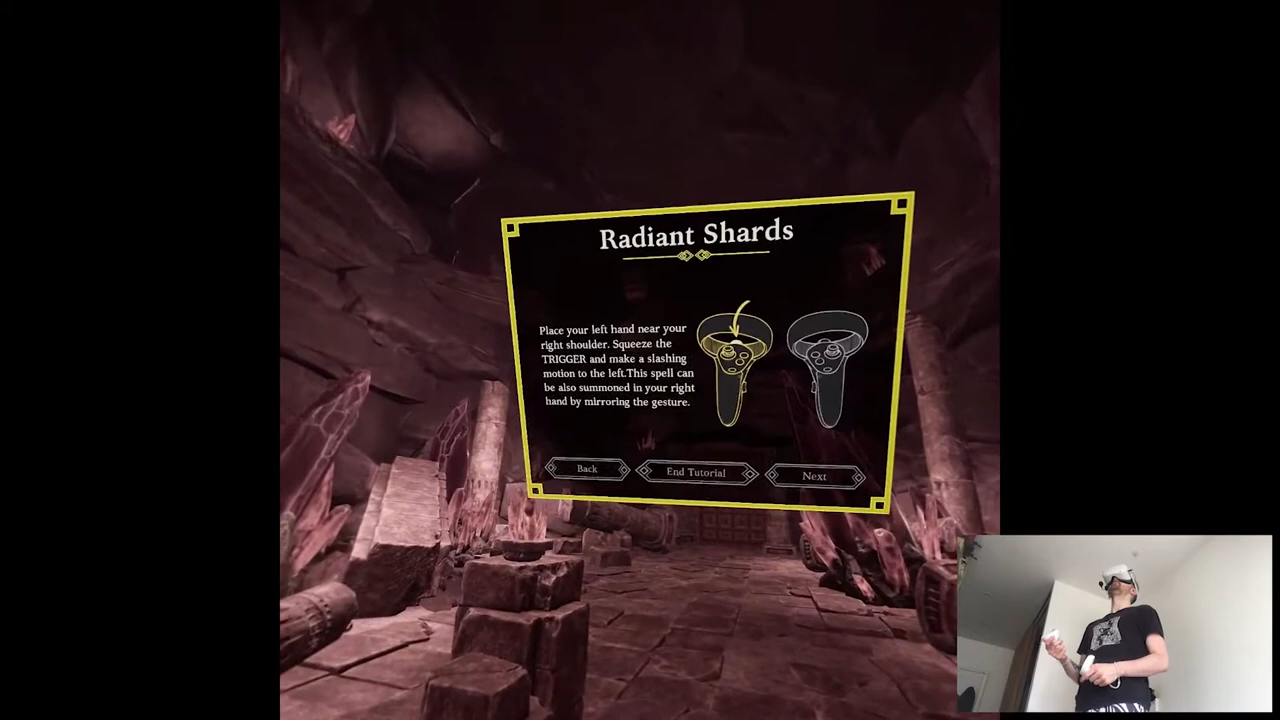 Radiant Shards
Place your left hand near your
right shoulder. Squeeze the
TRIGGER and make a slashing
motion to the left.This spell can
be also summoned in your right
hand by mirroring the gesture.
Back
End Tutorial
Next